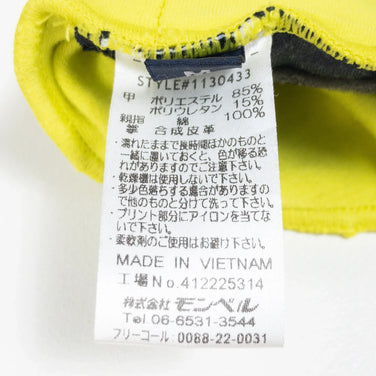 STYLE#1130433
甲 ポリエステル 85%
ポリウレタン 15%
親指 綿 100%
拳 合成皮革
・濡れたままで長時間ほかのものと
一緒に置いておくと、色が移る恐
れがありますのでご注意ください。
・乾燥機は使用しないで下さい。
・多少色落ちする場合がありますの
で他のものと分けて洗って下さい。
・プリント部分にアイロンを当てな
いで下さい。
・柔軟剤のご使用はお避け下さい。
MADE IN VIETNAM
工場No.412225314
株式会社 モンベル
Tel 06-6531-3544
フリーコール:0088-22-0031